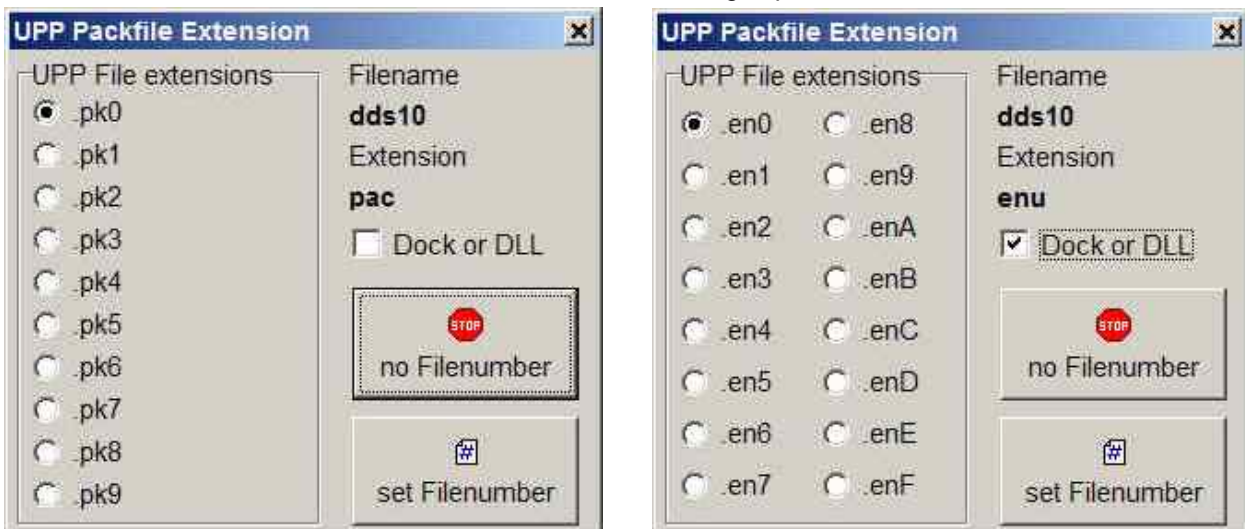 UPP Packfile Extension
UPP File extensions
.pk0
.pk1
.pk2
.pk3
.pk4
.pk5
.pk6
.pk7
.pk8
.pk9
Filename
dds10
Extension
pac
Dock or DLL
STOP
no Filenumber
#
set Filenumber
UPP Packfile Extension
UPP File extensions
.en0 .en8
.en1 .en9
.en2 .enA
.en3 .enB
.en4 .enC
.en5 .enD
.en6 .enE
.en7 .enF
Filename
dds10
Extension
enu
Dock or DLL
STOP
no Filenumber
#
set Filenumber